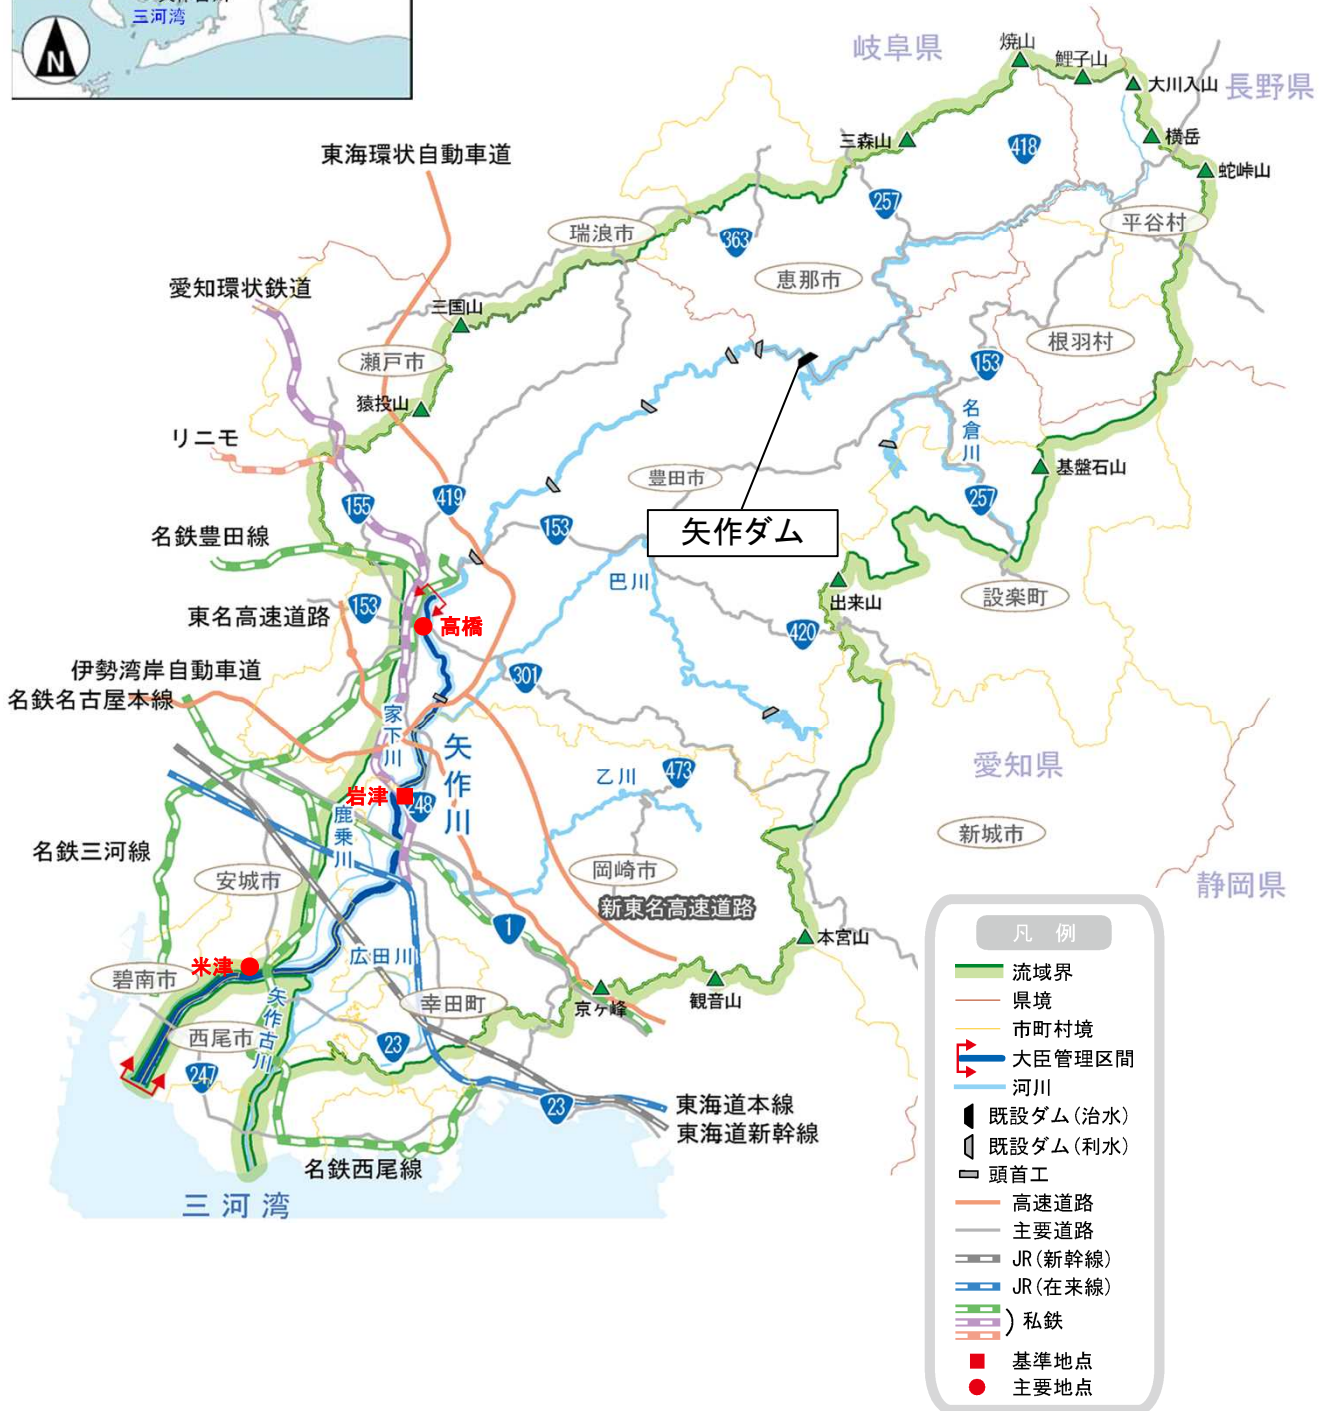 三河湾
N
岐阜県
焼山
鯉子山
大川入山
長野県
横岳
蛇峠山
三森山
418
東海環状自動車道
257
平谷村
瑞浪市
363
恵那市
愛知環状鉄道
三国山
根羽村
瀬戸市
153
猿投山
名倉川
リニモ
基盤石山
豊田市
155
419
257
矢作ダム
名鉄豊田線
153
巴川
出来山
設楽町
東名高速道路
153
高橋
420
伊勢湾岸自動車道
名鉄名古屋本線
301
家下川
矢作川
愛知県
乙川
473
岩津
248
鹿乗川
新城市
名鉄三河線
安城市
岡崎市
静岡県
新東名高速道路
1
本宮山
米津
広田川
碧南市
矢作古川
幸田町
京ヶ峰
観音山
西尾市
23
247
23
東海道本線
東海道新幹線
名鉄西尾線
三河湾
凡 例
流域界
県境
市町村境
大臣管理区間
河川
既設ダム(治水)
既設ダム(利水)
頭首工
高速道路
主要道路
JR(新幹線)
JR(在来線)
私鉄
基準地点
主要地点